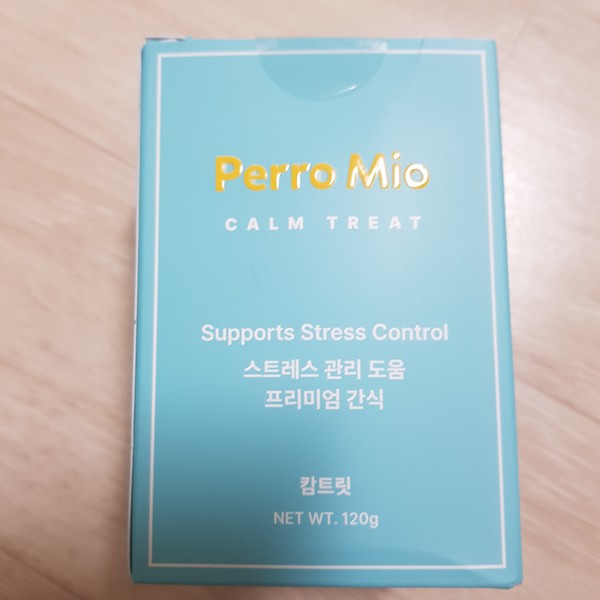 Perro Mio
CALM TREAT
Supports Stress Control
스트레스 관리 도움
프리미엄 간식
캄트릿
NET WT. 120g